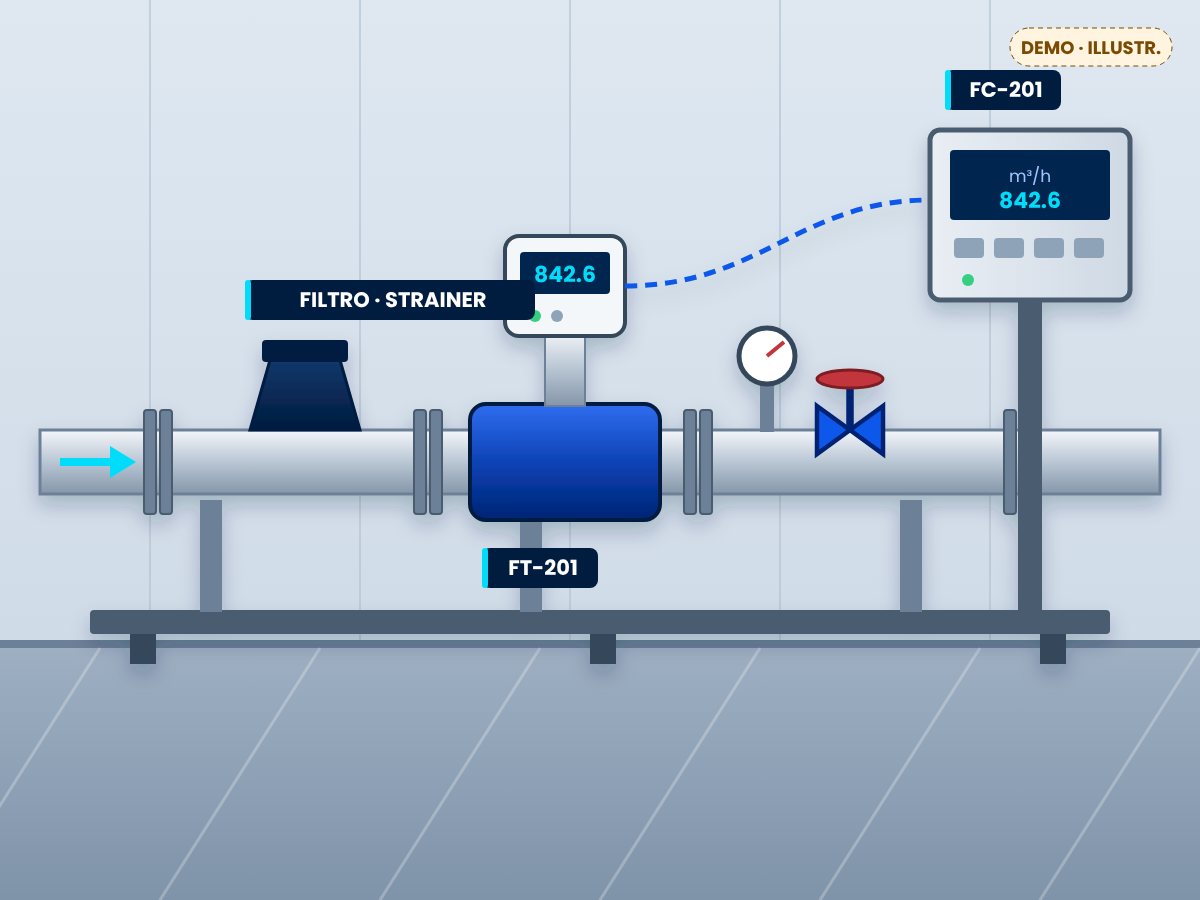 DEMO · ILLUSTR.
FC-201
m³/h
842.6
842.6
FILTRO · STRAINER
FT-201